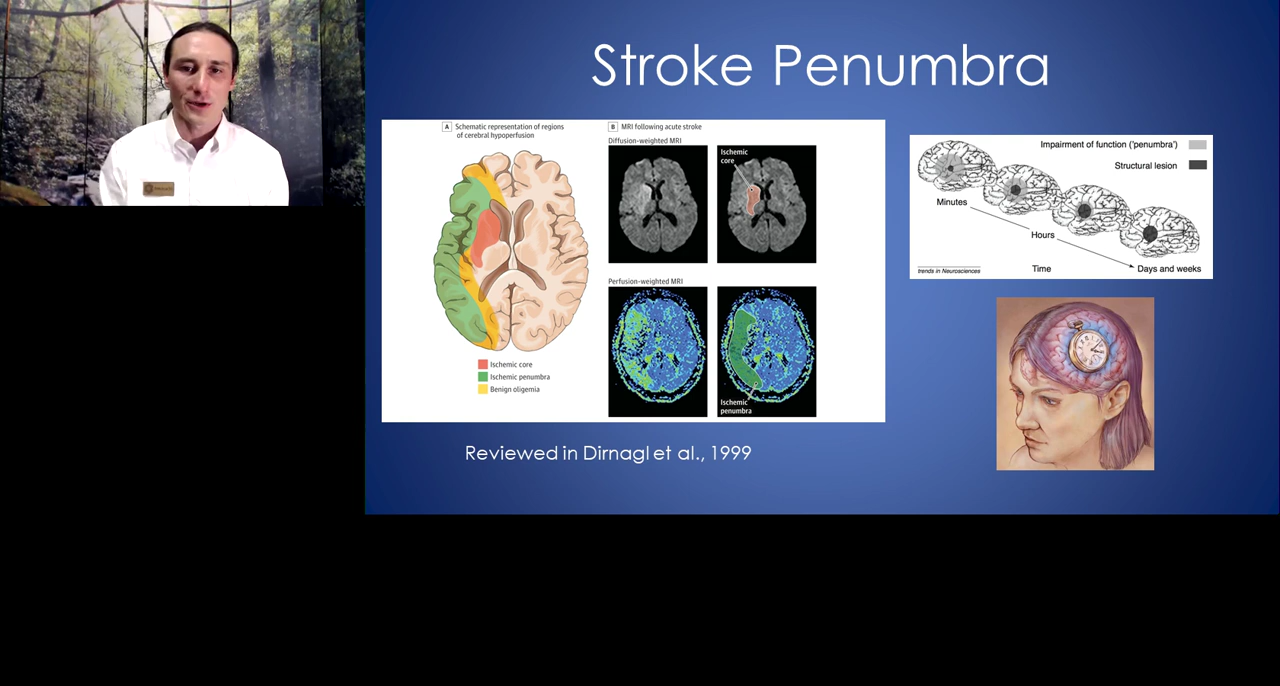 Stroke Penumbra
A Schematic representation of regions
of cerebral hypoperfusion
B MRI following acute stroke
Diffusion-weighted MRI
Ischemic
core
Perfusion-weighted MRI
Ischemic
penumbra
Ischemic core
Ischemic penumbra
Benign oligemia
Impairment of function ('penumbra')
Structural lesion
Minutes
Hours
Days and weeks
Time
trends in Neurosciences
Reviewed in Dirnagl et al., 1999